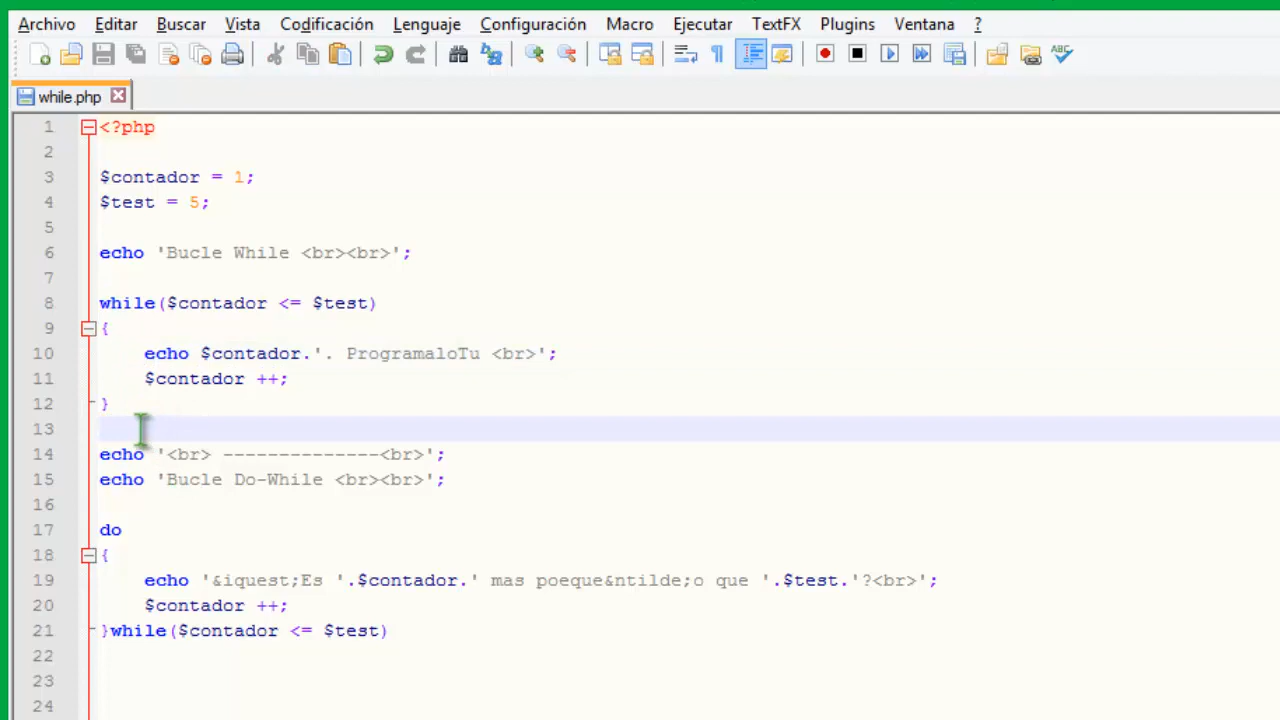 Archivo Editar Buscar Vista Codificación Lenguaje Configuración Macro Ejecutar TextFX Plugins Ventana ?
ABC
while.php
1 <?php
2
3 $contador = 1;
4 $test = 5;
5
6 echo 'Bucle While <br><br>';
7
8 while($contador <= $test)
9 {
10 echo $contador.'. ProgramaloTu <br>';
11 $contador ++;
12 }
13
14 echo '<br> --------------<br>';
15 echo 'Bucle Do-While <br><br>';
16
17 do
18 {
19 echo '&iquest;Es '.$contador.' mas poeque&ntilde;o que '.$test.'?<br>';
20 $contador ++;
21 }while($contador <= $test)
22
23
24